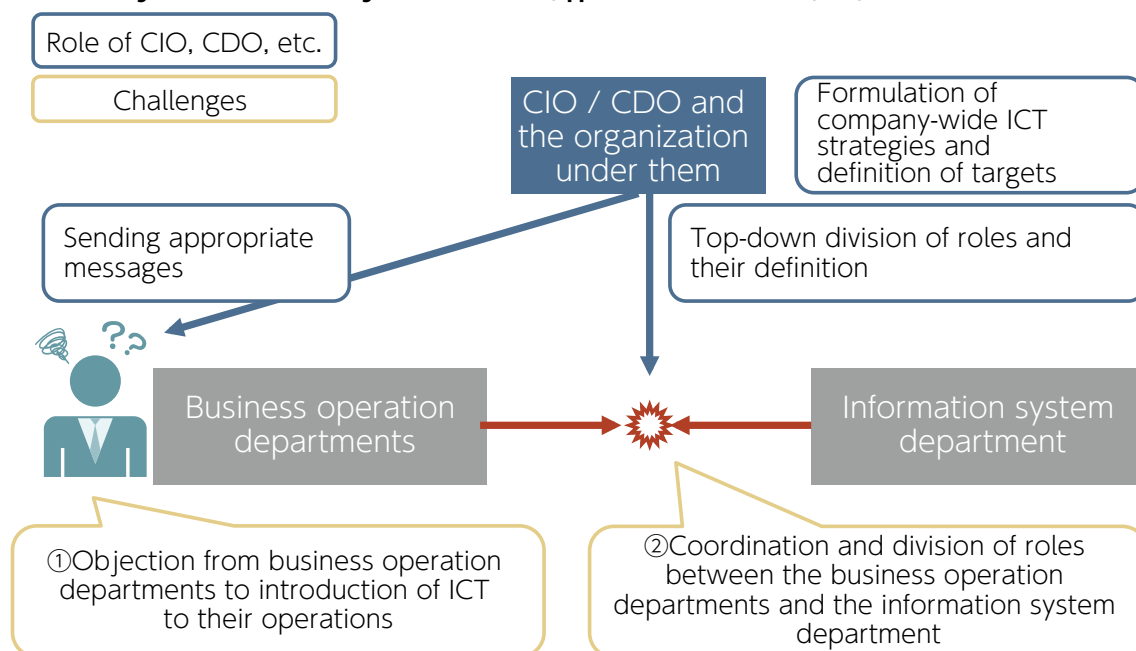 Role of CIO, CDO, etc.
Challenges
CIO / CDO and
the organization
under them
Formulation of
company-wide ICT
strategies and
definition of targets
Sending appropriate
messages
Top-down division of roles and
their definition
??
Business operation
departments
Information system
department
①Objection from business operation
departments to introduction of ICT
to their operations
②Coordination and division of roles
between the business operation
departments and the information system
department